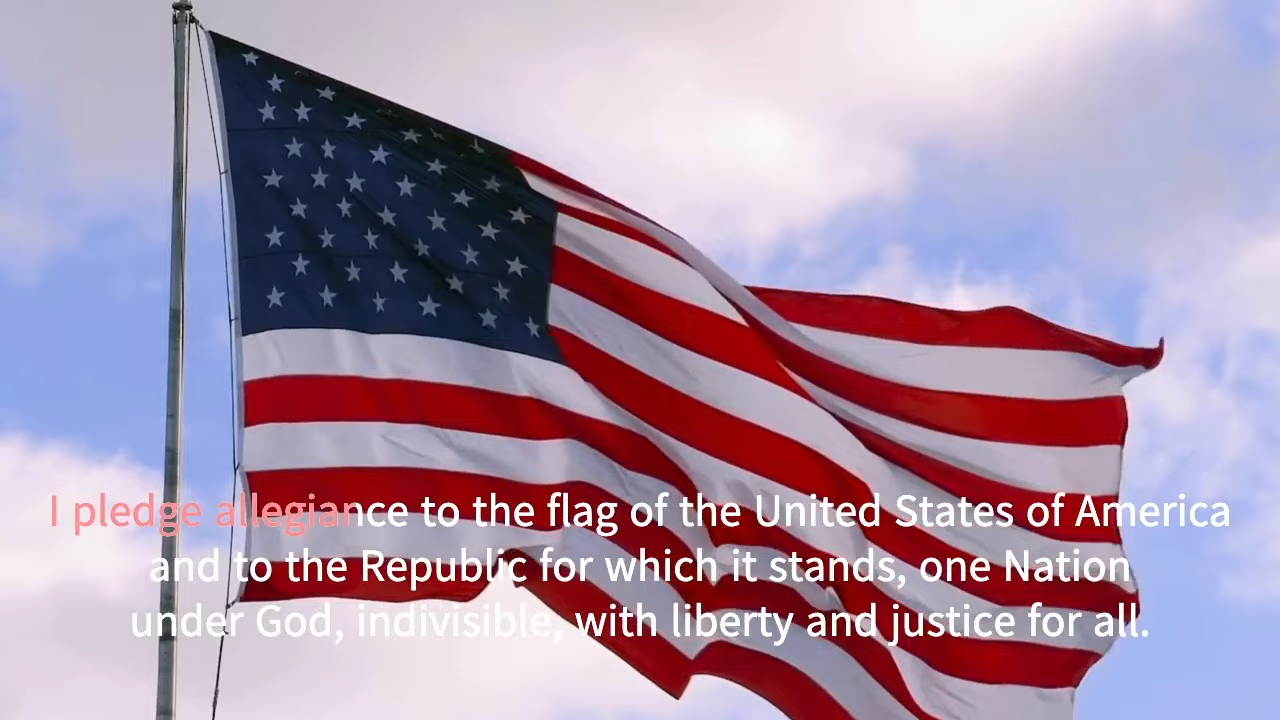 I pledge allegiance to the flag of the United States of America
and to the Republic for which it stands, one Nation
under God, indivisible, with liberty and justice for all.